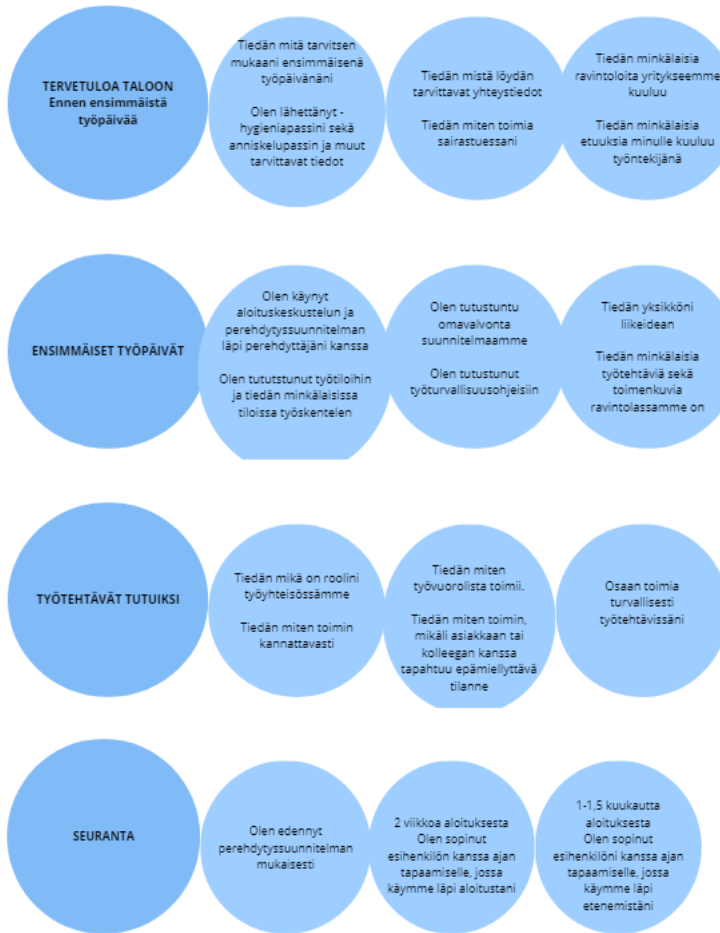 TERVETULOA TALOON
Ennen ensimmäistä
työpäivää
Tiedän mitä tarvitsen
mukaani ensimmäisenä
työpäivänäni
Olen lähettänyt -
hygieniapassini sekä
anniskelupassin ja muut
tarvittavat tiedot
Tiedän mistä löydän
tarvittavat yhteystiedot
Tiedän miten toimia
sairastuessani
Tiedän minkälaisia
ravintoloita yritykseemme
kuuluu
Tiedän minkälaisia
etuuksia minulle kuuluu
työntekijänä
ENSIMMÄISET TYÖPÄIVÄT
Olen käynyt
aloituskeskustelun ja
perehdytyssuunnitelman
läpi perehdyttäjäni kanssa
Olen tututstunut työtiloihin
ja tiedän minkälaisissa
tiloissa työskentelen
Olen tutustuntu
omavalvonta
suunnitelmaamme
Olen tutustunut
työturvallisuusohjeisiin
Tiedän yksikköni
liikeidean
Tiedän minkälaisia
työtehtäviä sekä
toimenkuvia
ravintolassamme on
TYÖTEHTÄVÄT TUTUIKSI
Tiedän mikä on roolini
työyhteisössämme
Tiedän miten toimin
kannattavasti
Tiedän miten
työvuorolista toimii.
Tiedän miten toimin,
mikäli asiakkaan tai
kolleegan kanssa
tapahtuu epämiellyttävä
tilanne
Osaan toimia
turvallisesti
työtehtävissäni
SEURANTA
Olen edennyt
perehdytyssuunnitelman
mukaisesti
2 viikkoa aloituksesta
Olen sopinut
esihenkilön kanssa ajan
tapaamiselle, jossa
käymme läpi aloitustani
1-1,5 kuukautta
aloituksesta
Olen sopinut
esihenkilöni kanssa ajan
tapaamiselle, jossa
käymme läpi
etenemistäni